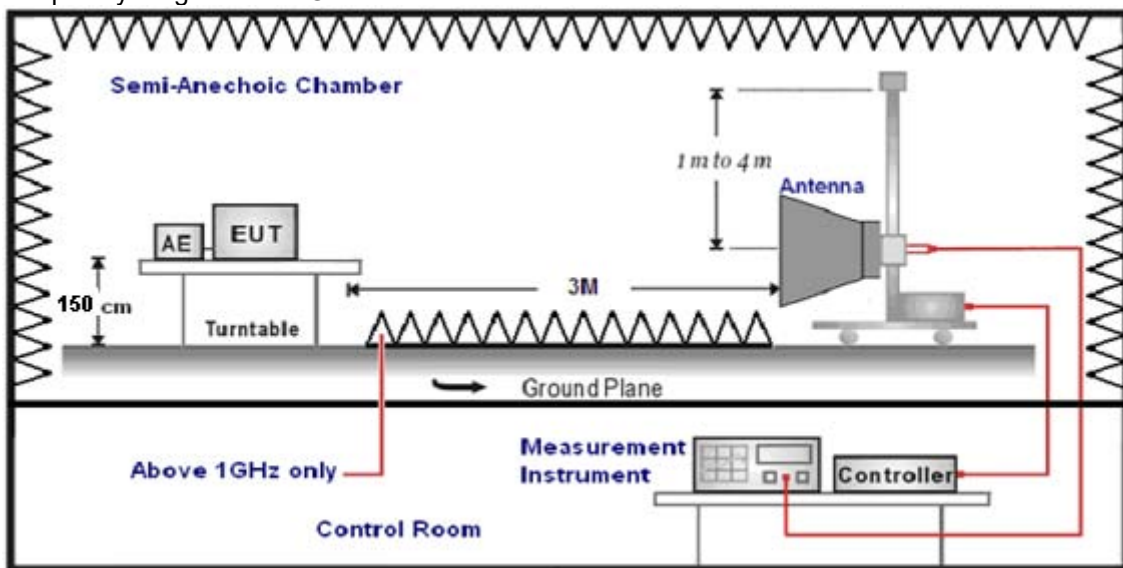 Semi-Anechoic Chamber
1 m to 4 m
Antenna
AE
EUT
150 cm
3M
Turntable
Ground Plane
Above 1GHz only
Measurement
Instrument
Controller
Control Room